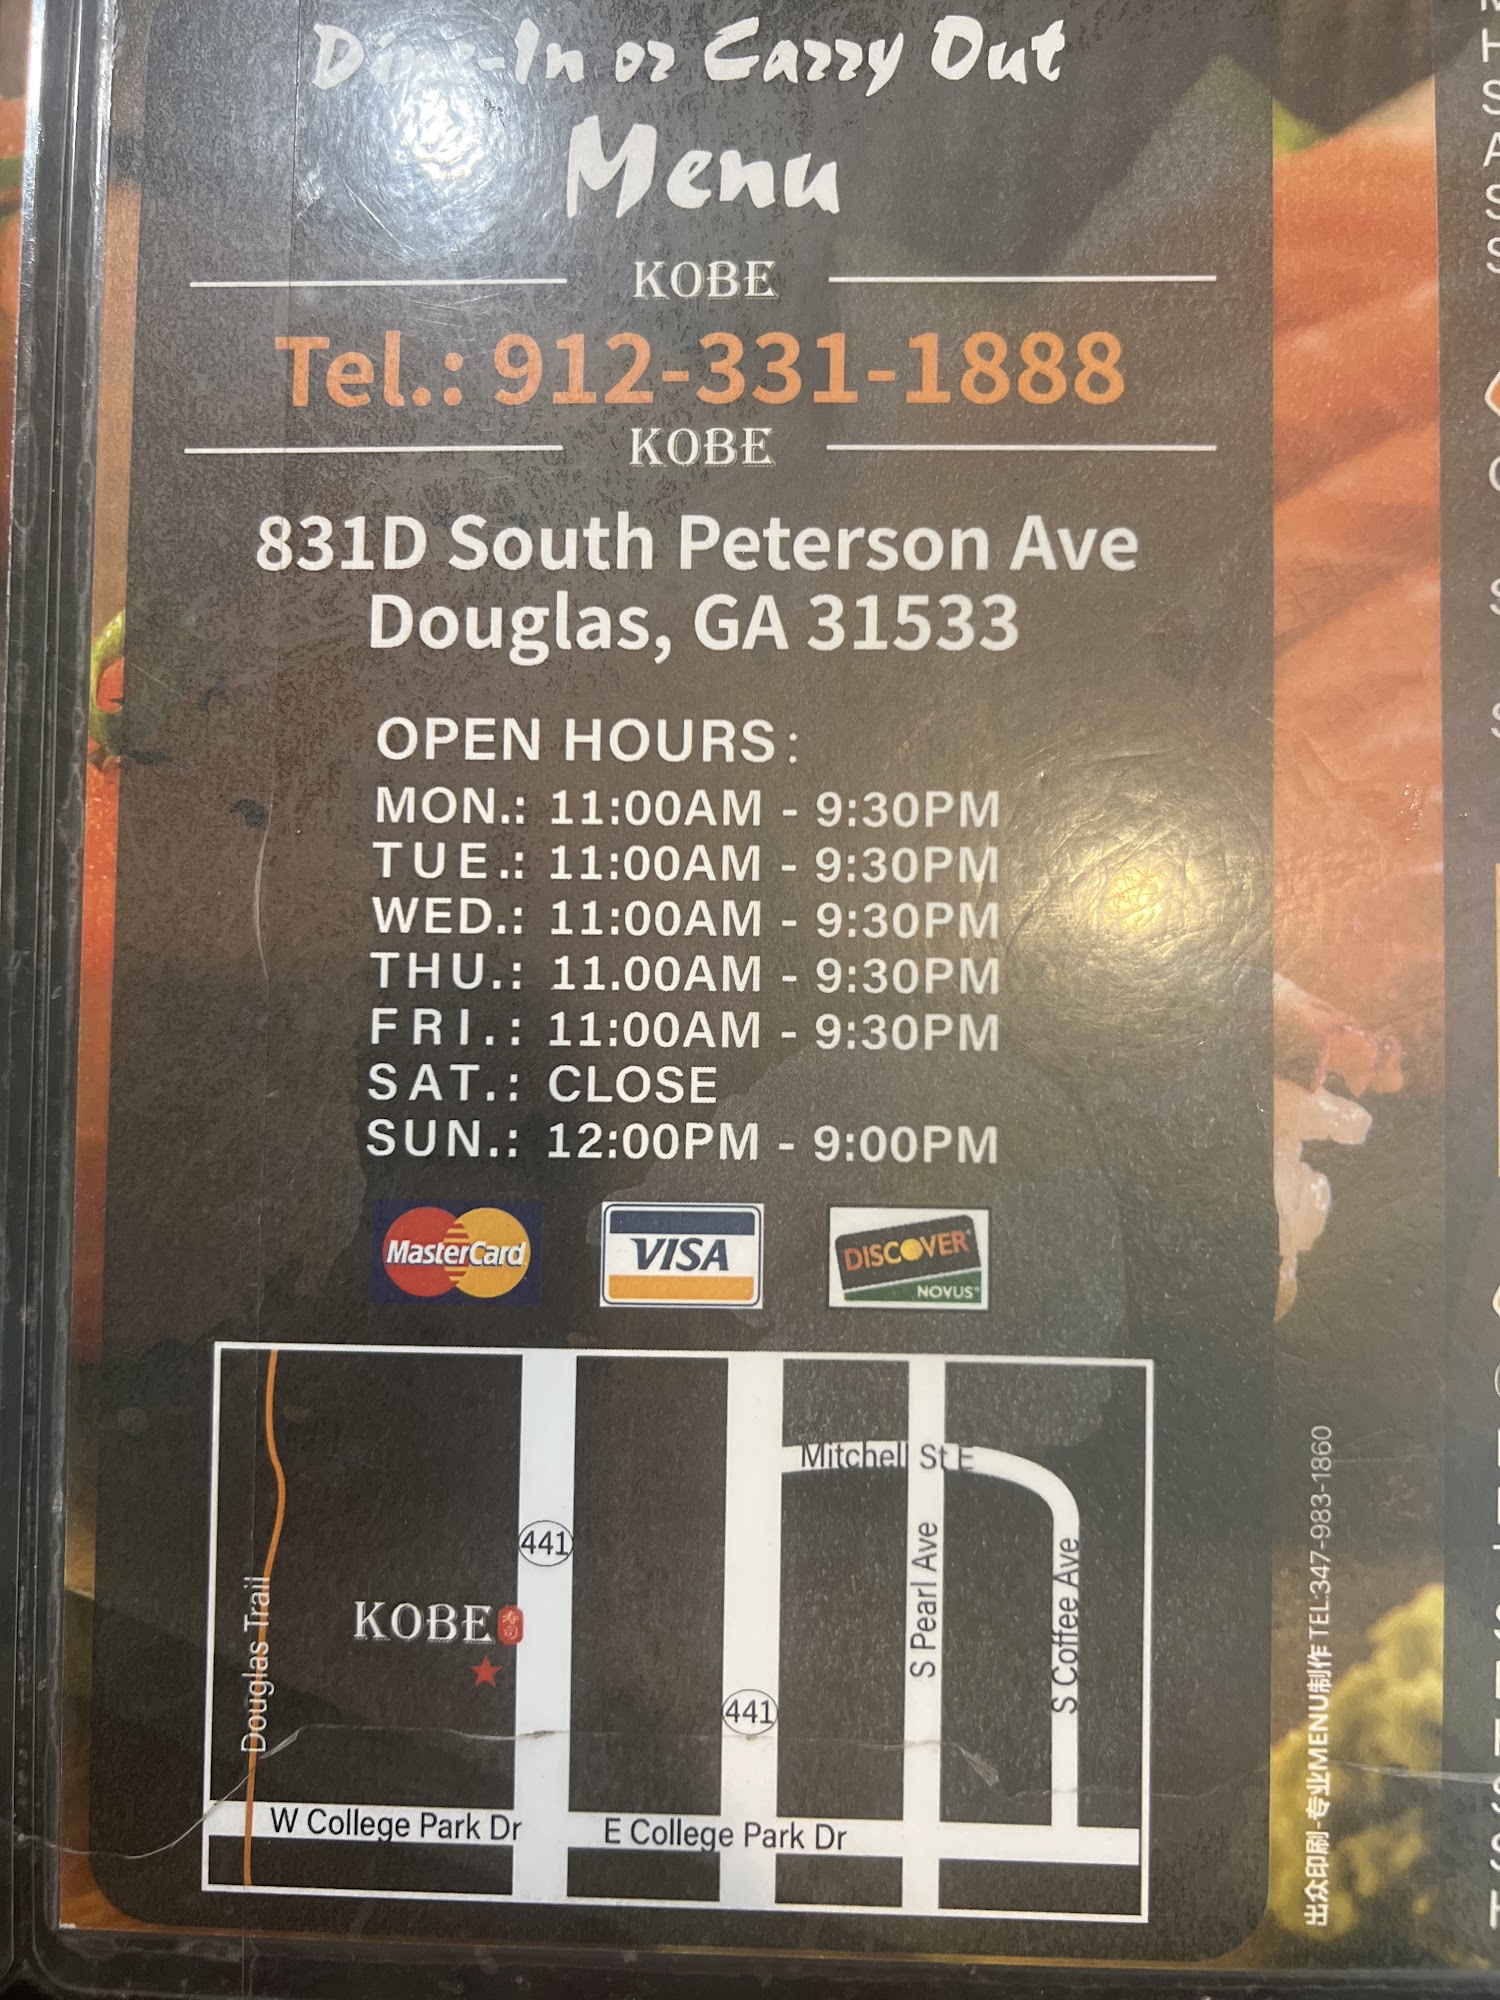 Dine-In or Carry Out
Menu
KOBE
Tel.: 912-331-1888
KOBE
831D South Peterson Ave
Douglas, GA 31533
OPEN HOURS:
MON.: 11:00AM - 9:30PM
TUE.: 11:00AM - 9:30PM
WED.: 11:00AM - 9:30PM
THU.: 11.00AM - 9:30PM
FRI.: 11:00AM - 9:30PM
SAT.: CLOSE
SUN.: 12:00PM - 9:00PM
MasterCard
VISA
DISCOVER
NOVUS
Mitchell St E
441
KOBE
寿司
Douglas Trail
441
S Pearl Ave
S Coffee Ave
W College Park Dr
E College Park Dr
出众印刷-专业MENU制作 TEL:347-983-1860